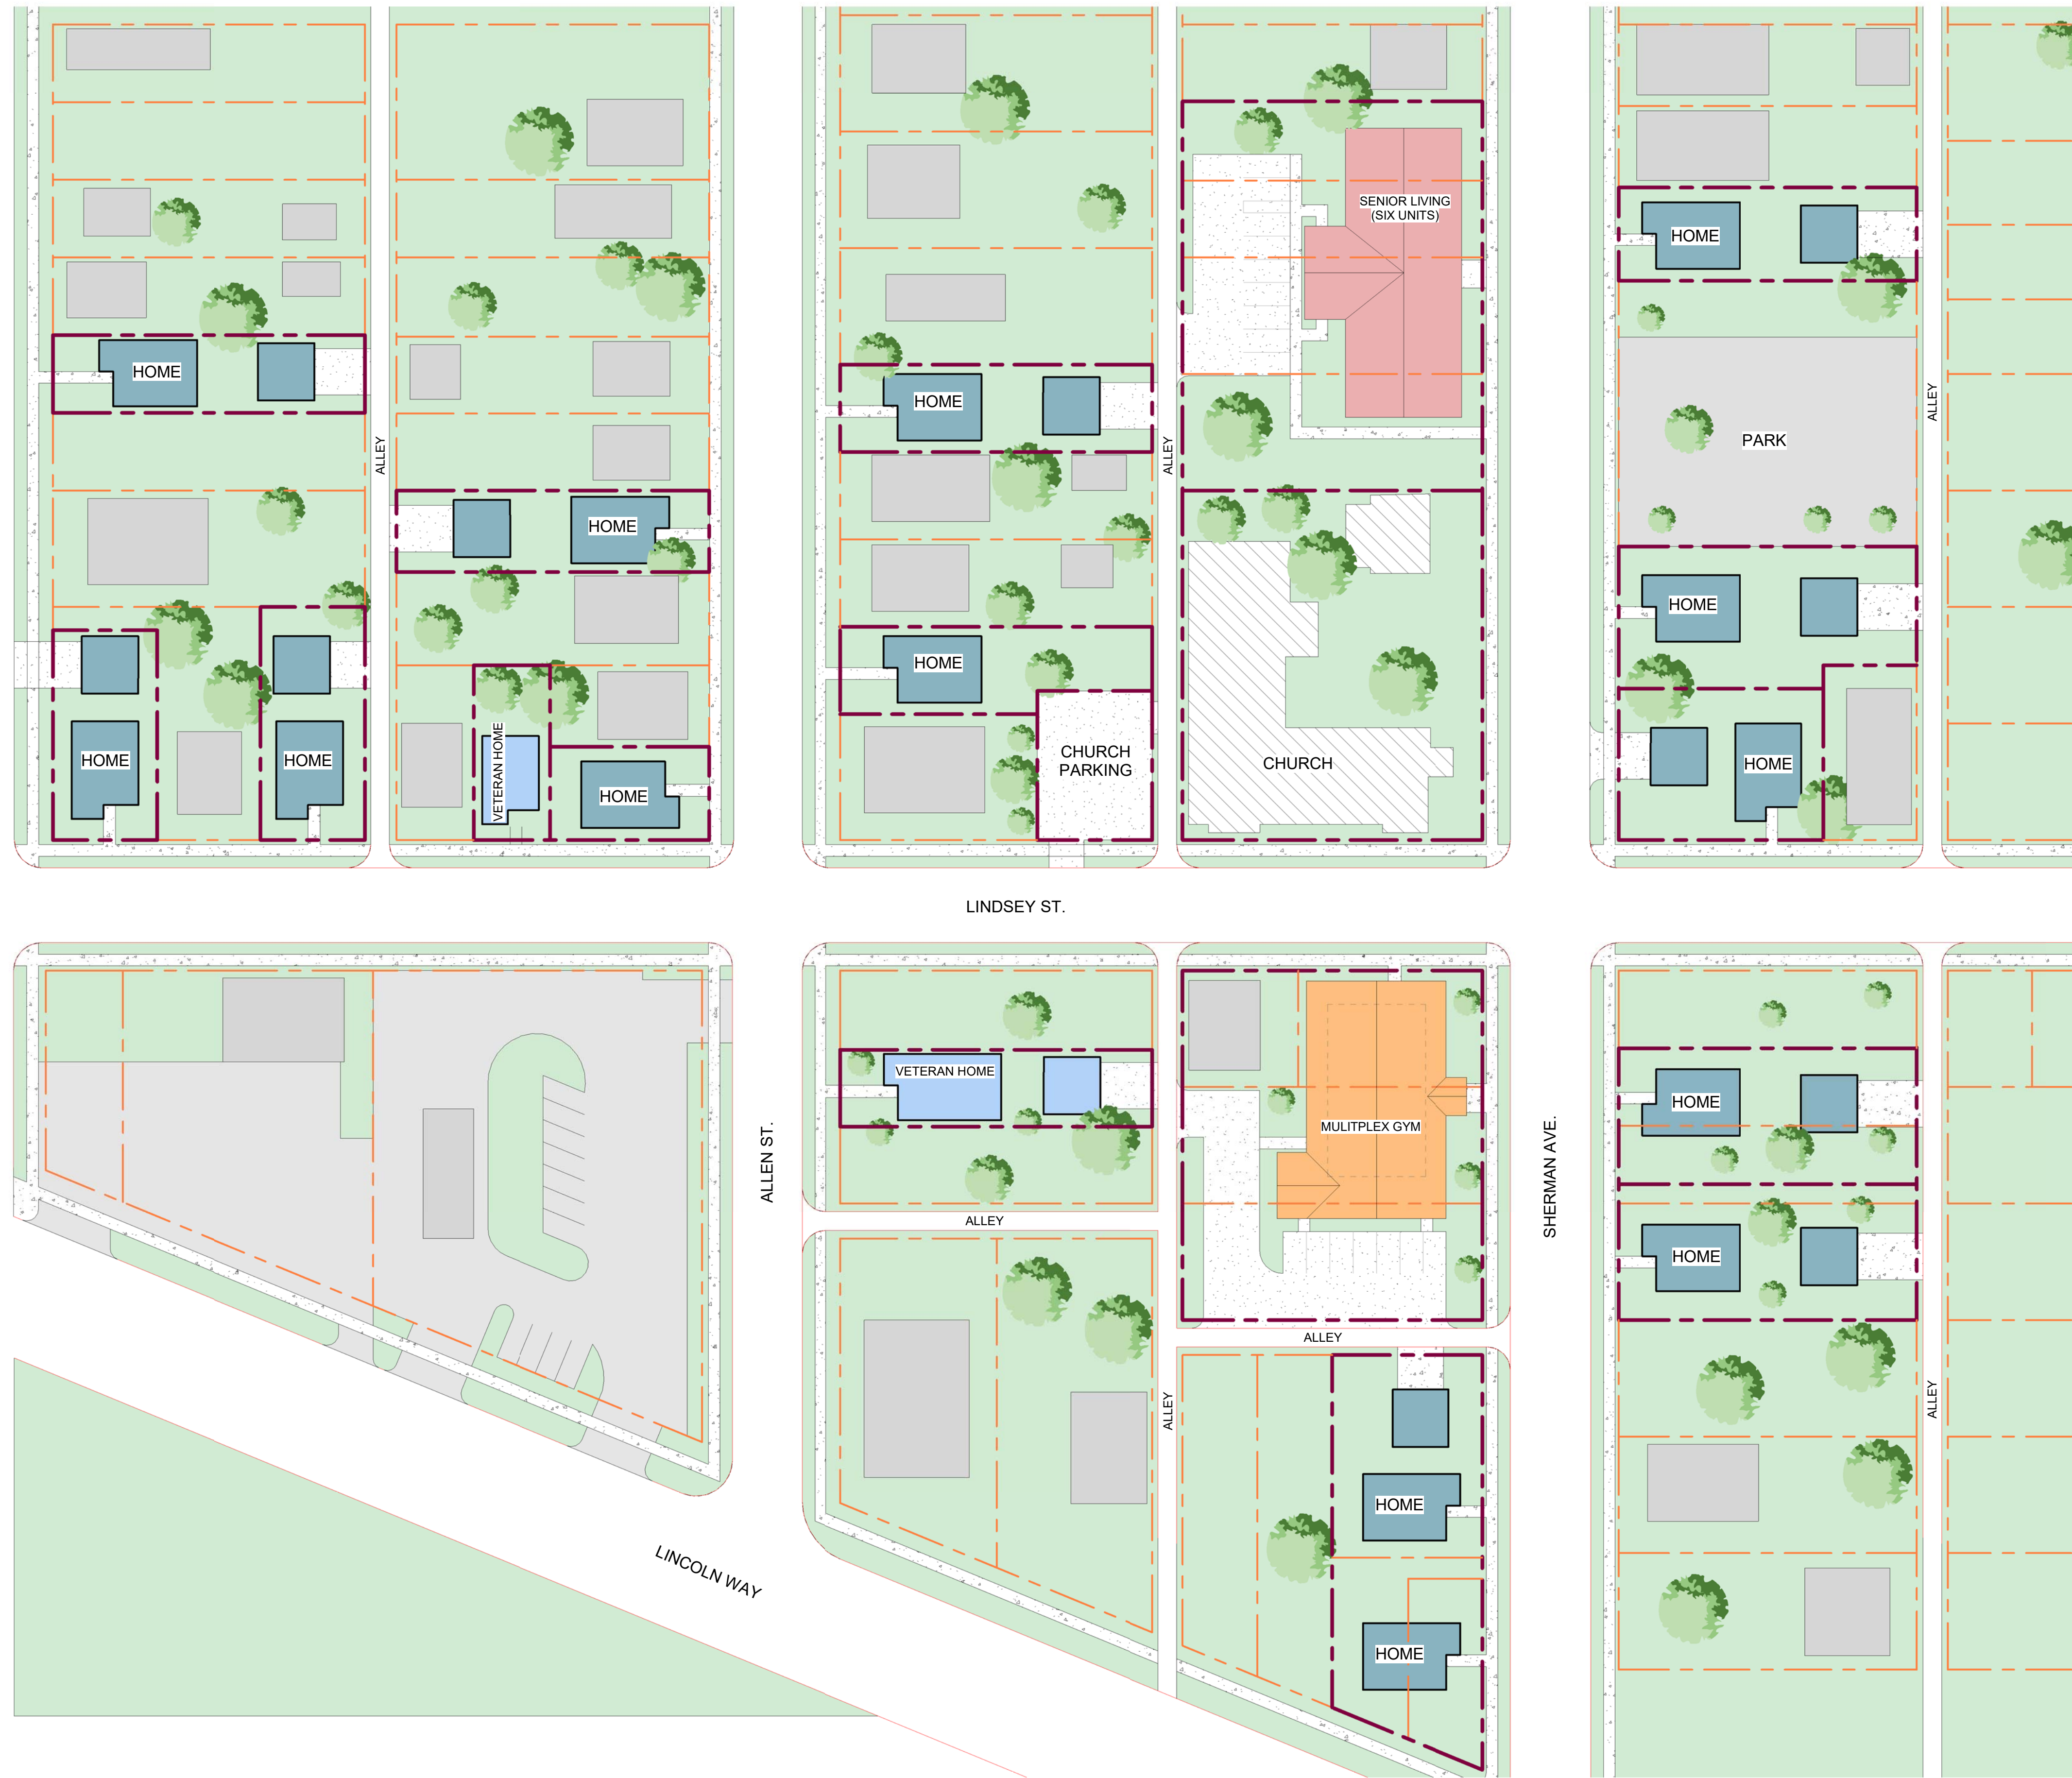 SENIOR LIVING
(SIX UNITS)
HOME
HOME
HOME
ALLEY
ALLEY
ALLEY
PARK
HOME
HOME
HOME
HOME
HOME
HOME
VETERAN HOME
HOME
CHURCH
PARKING
CHURCH
HOME
LINDSEY ST.
VETERAN HOME
HOME
MULITPLEX GYM
ALLEN ST.
SHERMAN AVE.
ALLEY
HOME
ALLEY
ALLEY
ALLEY
HOME
LINCOLN WAY
HOME